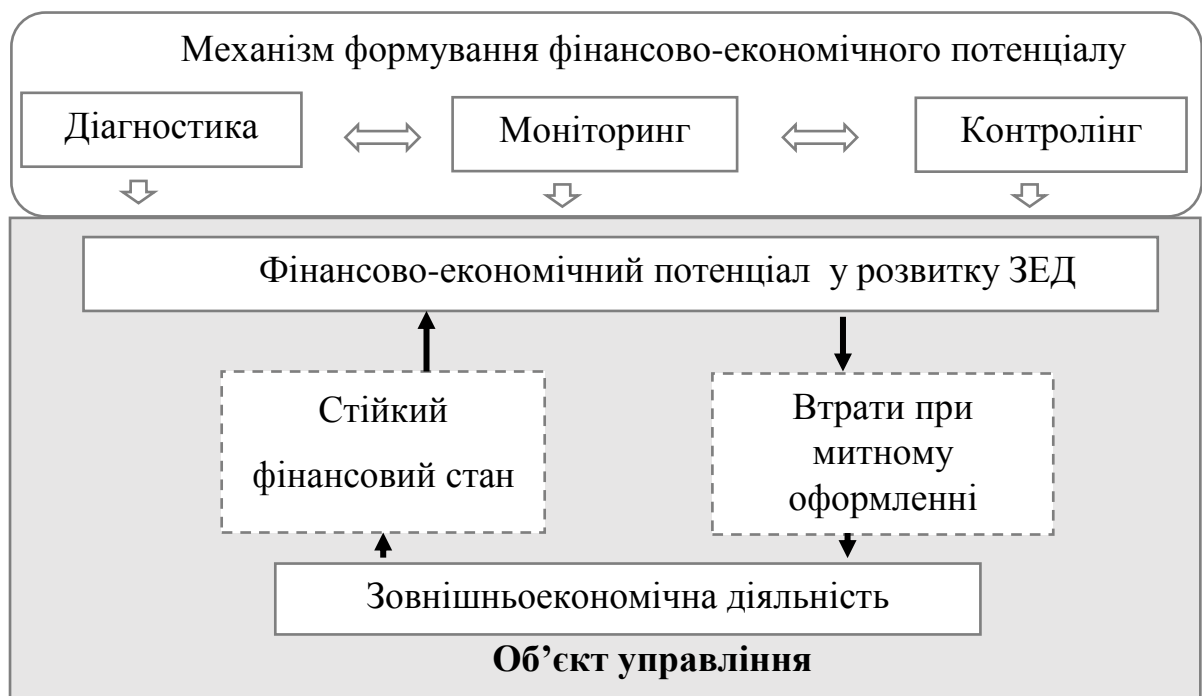 Механізм формування фінансово-економічного потенціалу
Діагностика
Моніторинг
Контролінг
Фінансово-економічний потенціал у розвитку ЗЕД
Стійкий
фінансовий стан
Втрати при
митному
оформленні
Зовнішньоекономічна діяльність
Об’єкт управління